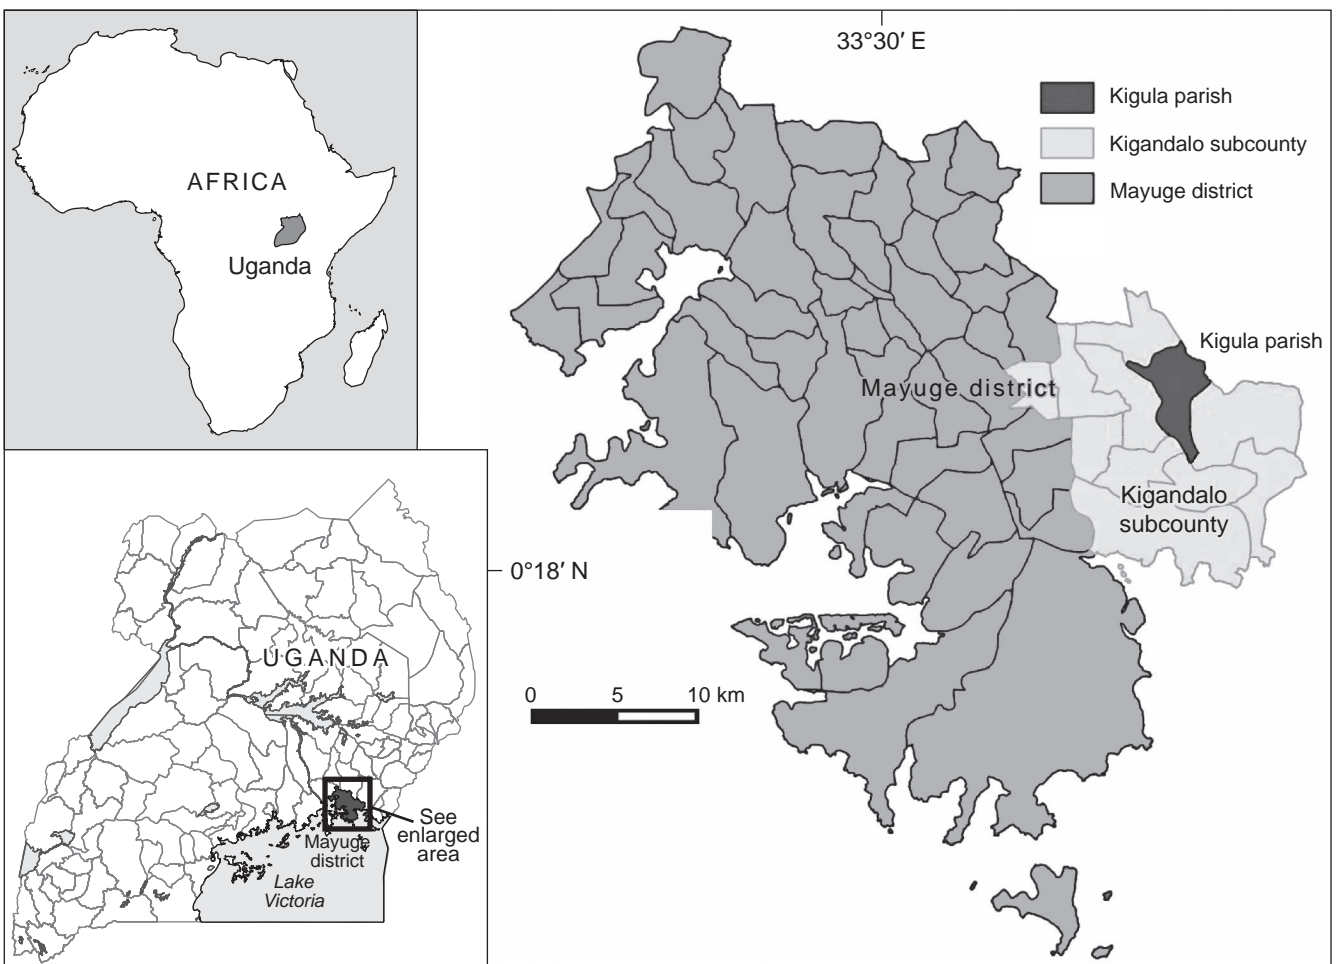 AFRICA
Uganda
33°30′ E
Kigula parish
Kigandalo subcounty
Mayuge district
Kigula parish
Mayuge district
Kigandalo
subcounty
0°18′ N
0 5 10 km
UGANDA
See
enlarged
area
Mayuge
district
Lake
Victoria